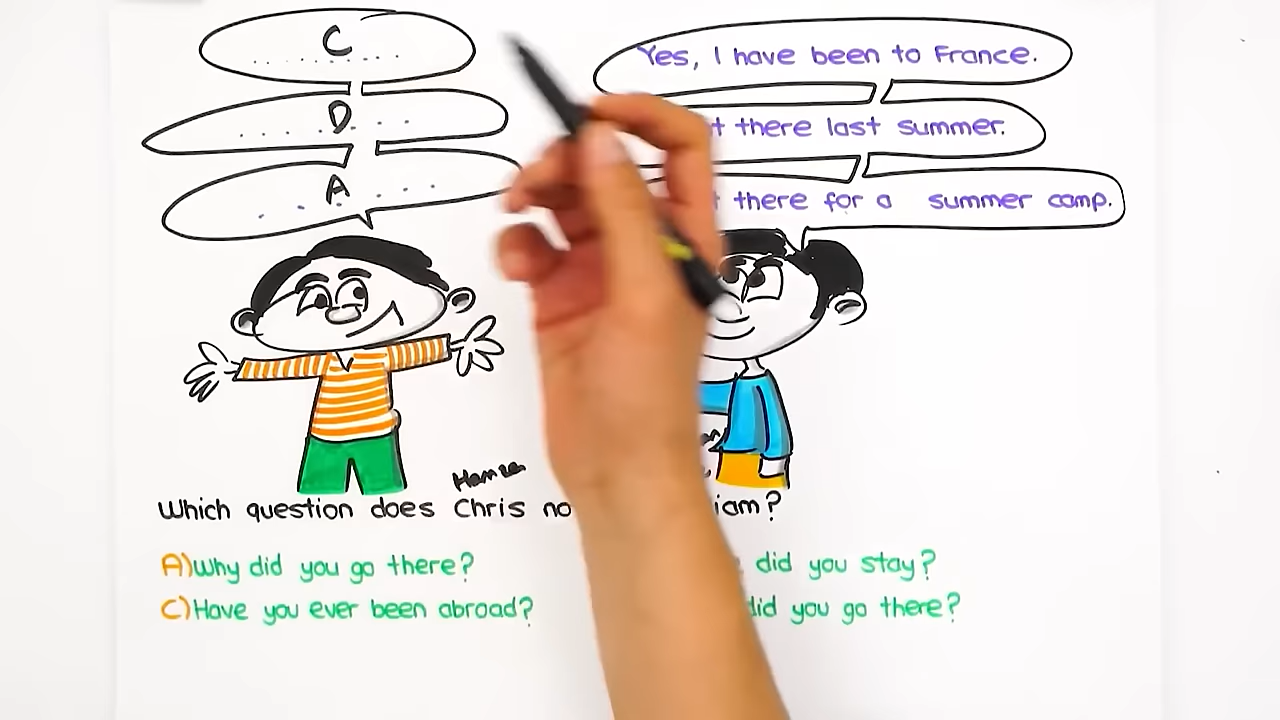 C
Yes, I have been to France.
D
there last summer.
A
there for a summer camp.
Hamza
Which question does Chris
A) Why did you go there?
did you stay?
C) Have you ever been abroad?
did you go there?